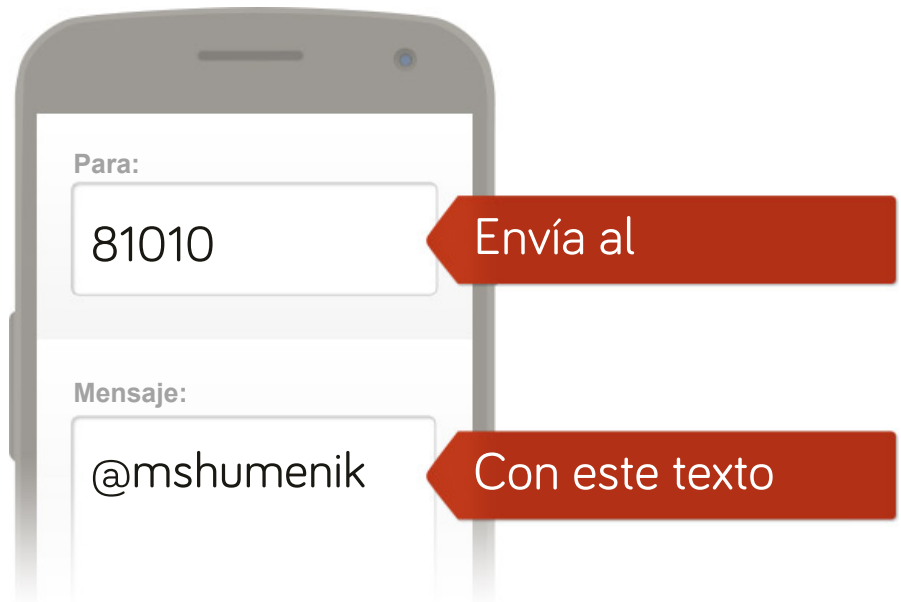 Para:
81010
Envía al
Mensaje:
@mshumenik
Con este texto